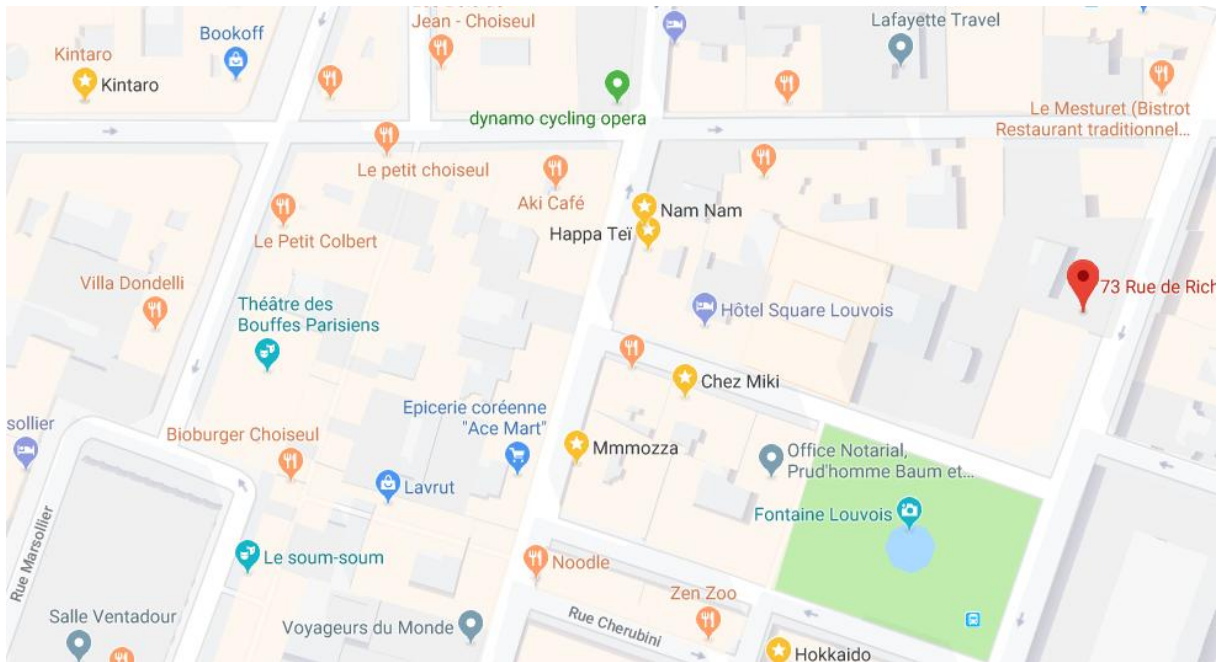 Jean - Choiseul
Lafayette Travel
Bookoff
Kintaro
Kintaro
dynamo cycling opera
Le Mesturet (Bistrot
Restaurant traditionnel...
Le petit choiseul
Aki Café
Nam Nam
Happa Teï
Le Petit Colbert
Villa Dondelli
73 Rue de Rich
Théâtre des
Bouffes Parisiens
Hôtel Square Louvois
Chez Miki
Epicerie coréenne
"Ace Mart"
sollier
Bioburger Choiseul
Mmmozza
Office Notarial,
Prud'homme Baum et...
Lavrut
Fontaine Louvois
Rue Marsollier
Le soum-soum
Noodle
Zen Zoo
Salle Ventadour
Voyageurs du Monde
Rue Cherubini
Hokkaido